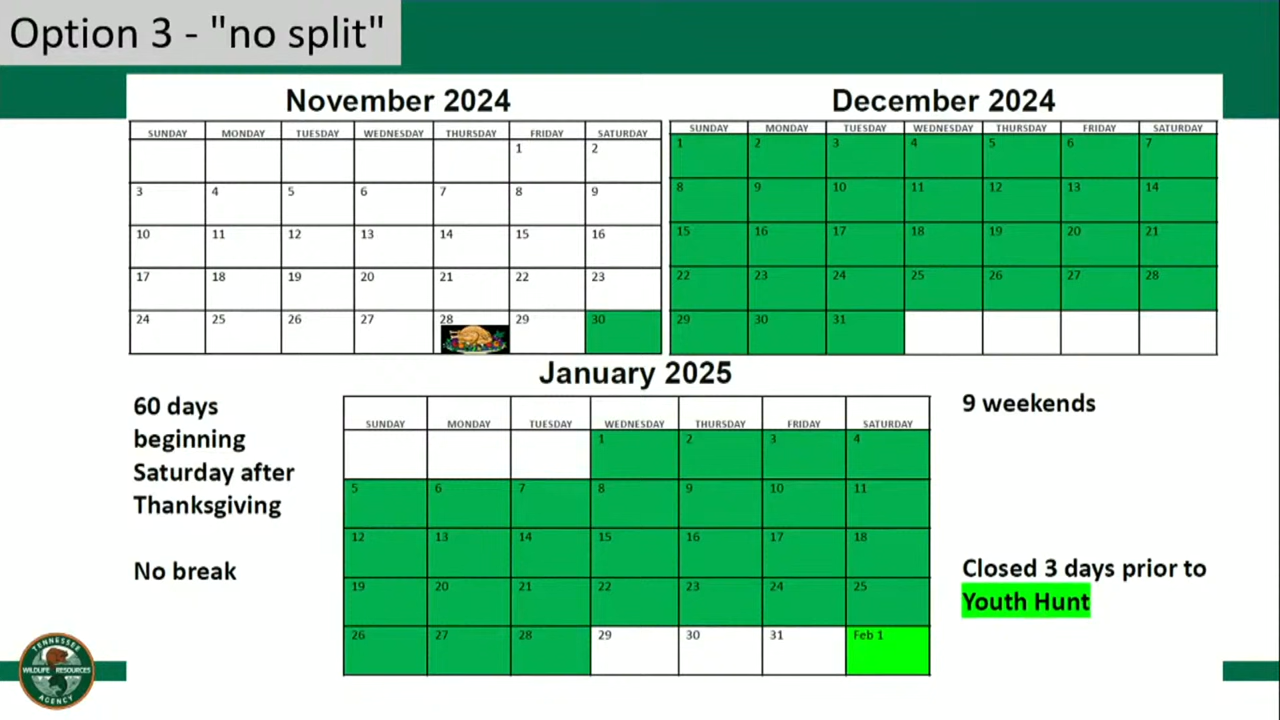 Option 3 - "no split"
November 2024
SUNDAY MONDAY TUESDAY WEDNESDAY THURSDAY FRIDAY SATURDAY
1 2
3 4 5 6 7 8 9
10 11 12 13 14 15 16
17 18 19 20 21 22 23
24 25 26 27 28 29 30
December 2024
SUNDAY MONDAY TUESDAY WEDNESDAY THURSDAY FRIDAY SATURDAY
1 2 3 4 5 6 7
8 9 10 11 12 13 14
15 16 17 18 19 20 21
22 23 24 25 26 27 28
29 30 31
60 days
beginning
Saturday after
Thanksgiving
No break
January 2025
SUNDAY MONDAY TUESDAY WEDNESDAY THURSDAY FRIDAY SATURDAY
1 2 3 4
5 6 7 8 9 10 11
12 13 14 15 16 17 18
19 20 21 22 23 24 25
26 27 28 29 30 31 Feb 1
9 weekends
Closed 3 days prior to
Youth Hunt
TENNESSEE
WILDLIFE RESOURCES
AGENCY